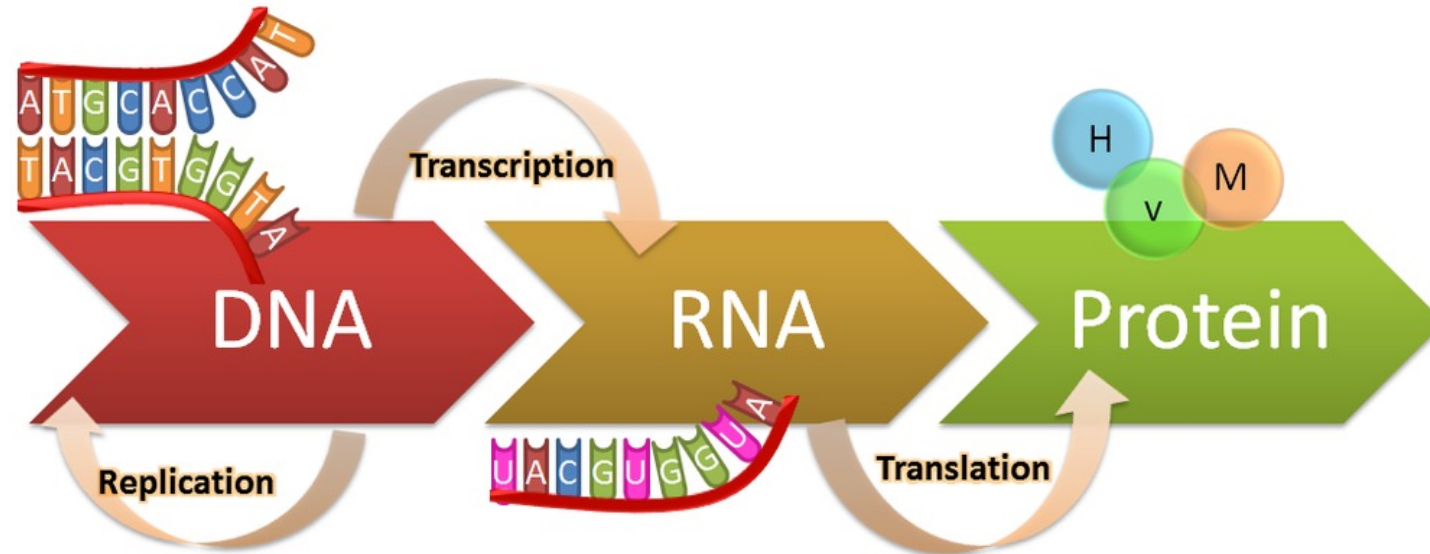 ATGCACCAT
TACGTGGTA
Transcription
H
v
M
DNA
RNA
Protein
Replication
UACGUGGUA
Translation